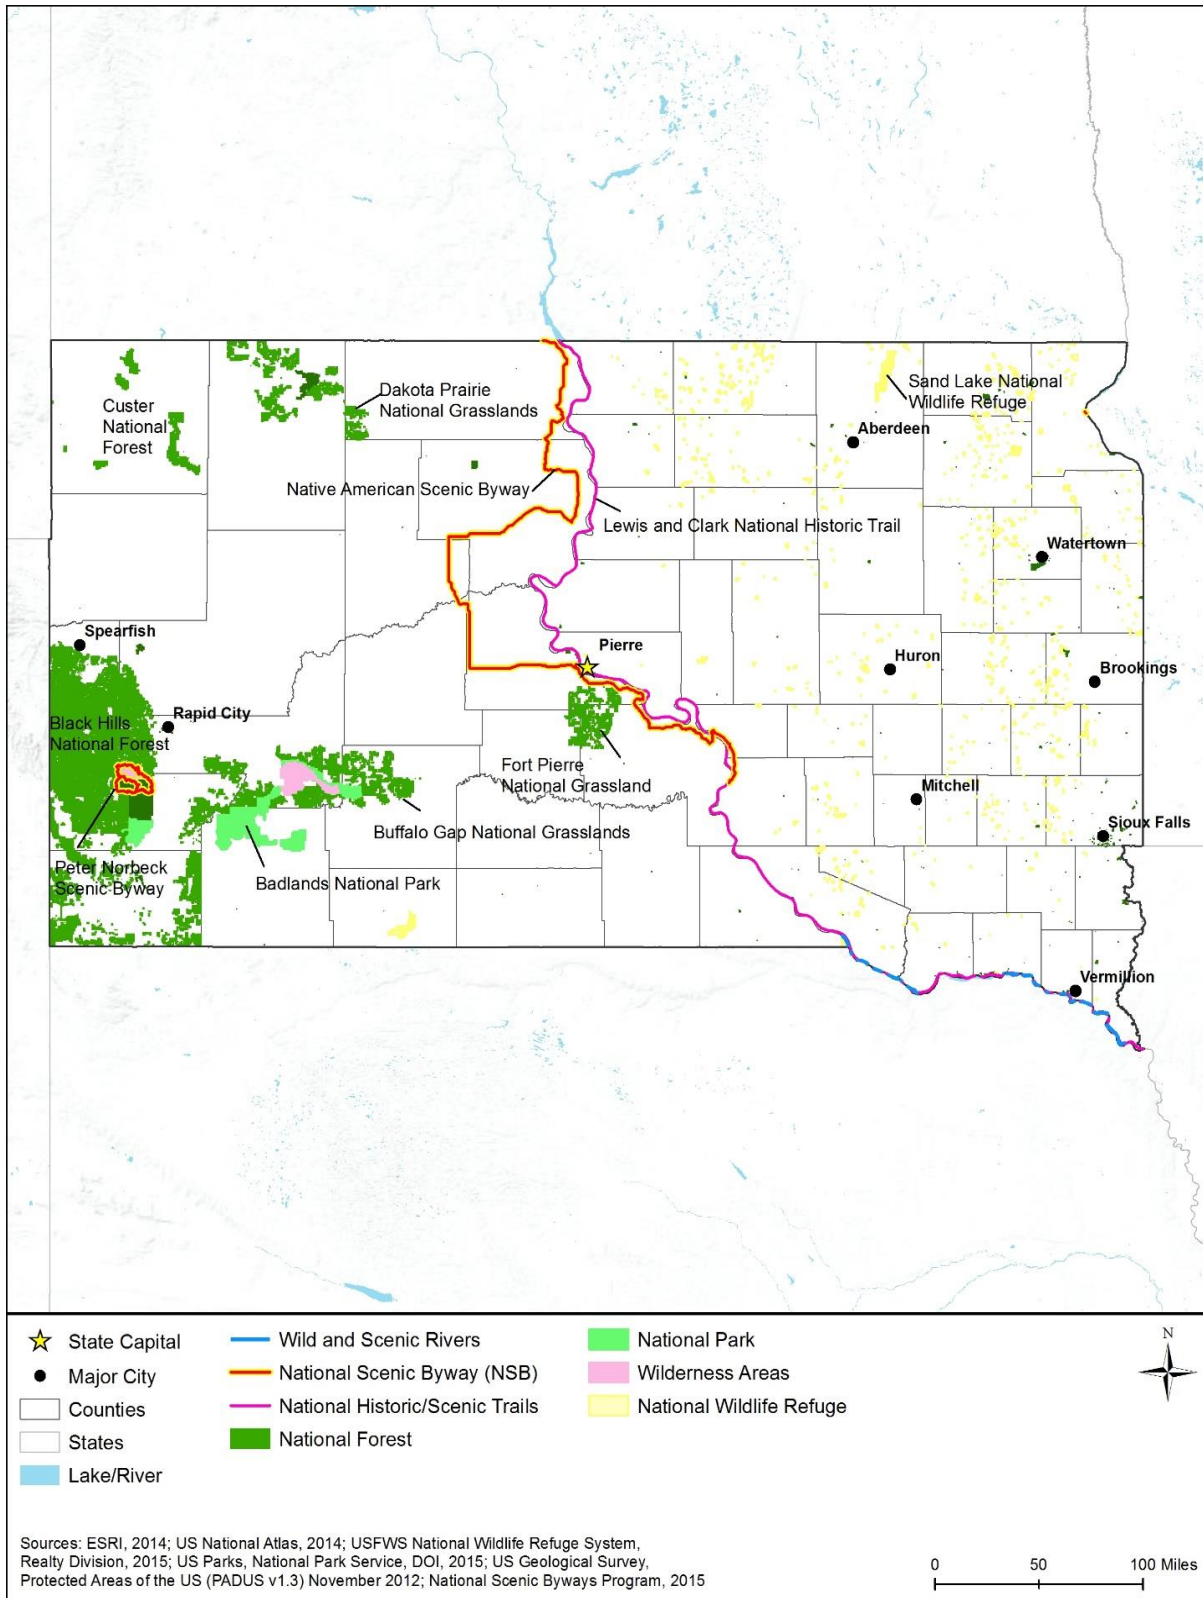 Dakota Prairie
National Grasslands
Sand Lake National
Wildlife Refuge
Custer
National
Forest
Aberdeen
Native American Scenic Byway
Lewis and Clark National Historic Trail
Watertown
Spearfish
Pierre
Huron
Brookings
Rapid City
Black Hills
National Forest
Fort Pierre
National Grassland
Mitchell
Sioux Falls
Buffalo Gap National Grasslands
Peter Norbeck
Scenic Byway
Badlands National Park
Vermillion
State Capital
Major City
Counties
States
Lake/River
Wild and Scenic Rivers
National Scenic Byway (NSB)
National Historic/Scenic Trails
National Forest
National Park
Wilderness Areas
National Wildlife Refuge
N
Sources: ESRI, 2014; US National Atlas, 2014; USFWS National Wildlife Refuge System,
Realty Division, 2015; US Parks, National Park Service, DOI, 2015; US Geological Survey,
Protected Areas of the US (PADUS v1.3) November 2012; National Scenic Byways Program, 2015
0 50 100 Miles